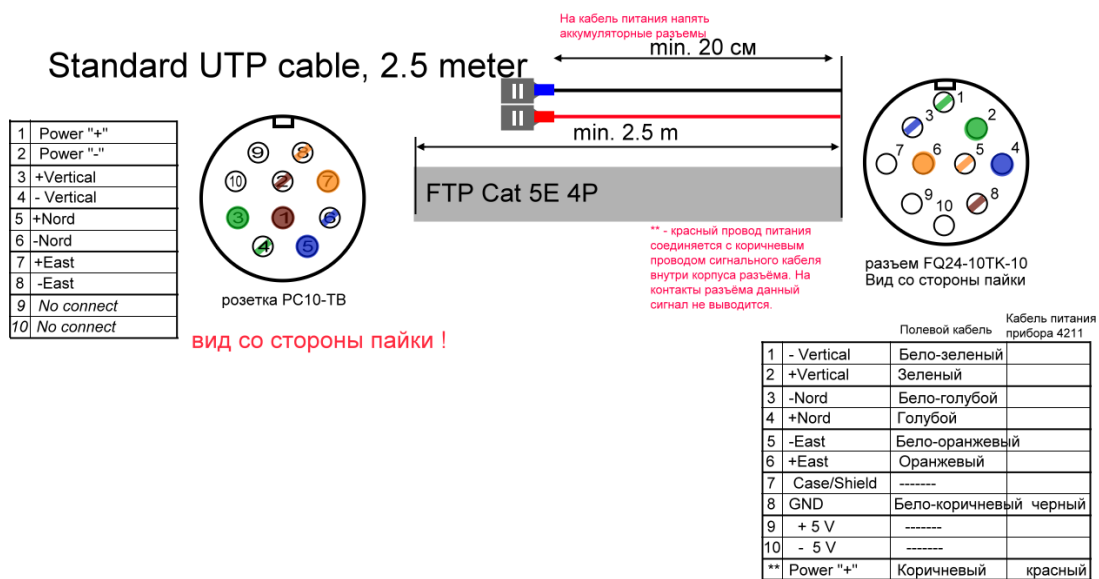 На кабель питания напять
аккумуляторные разъемы
min. 20 см
Standard UTP cable, 2.5 meter
min. 2.5 m
FTP Cat 5E 4P
1 Power "+"
2 Power "-"
3 +Vertical
4 - Vertical
5 +Nord
6 -Nord
7 +East
8 -East
9 No connect
10 No connect
9 8
10 2 7
3 1 6
4 5
розетка РС10-ТВ
вид со стороны пайки !
** - красный провод питания
соединяется с коричневым
проводом сигнального кабеля
внутри корпуса разъёма. На
контакты разъёма данный
сигнал не выводится.
1
3 2
7 6 5 4
9 10 8
разъем FQ24-10TK-10
Вид со стороны пайки
Полевой кабель
Кабель питания
прибора 4211
1 - Vertical Бело-зеленый
2 +Vertical Зеленый
3 -Nord Бело-голубой
4 +Nord Голубой
5 -East Бело-оранжевый
6 +East Оранжевый
7 Case/Shield -------
8 GND Бело-коричневый черный
9 + 5 V -------
10 - 5 V -------
** Power "+" Коричневый красный